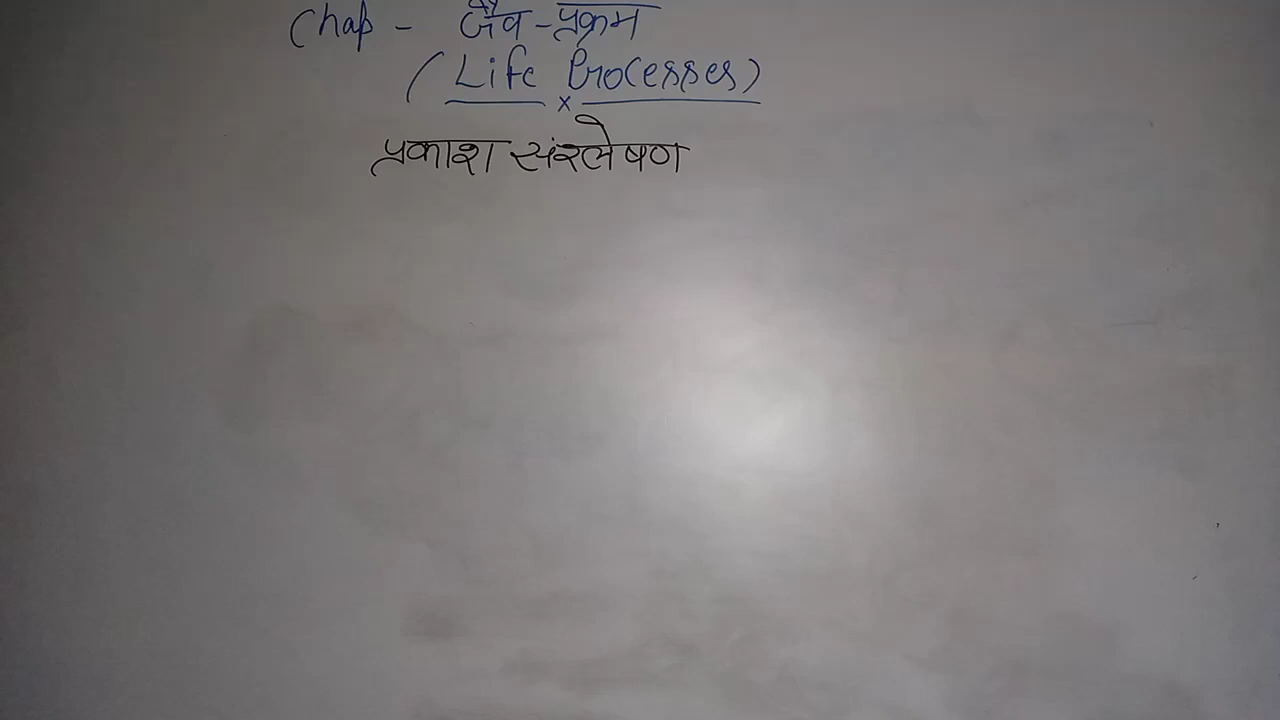 Chap - जैव-प्रक्रम
(Life Processes)
×
प्रकाश संश्लेषण